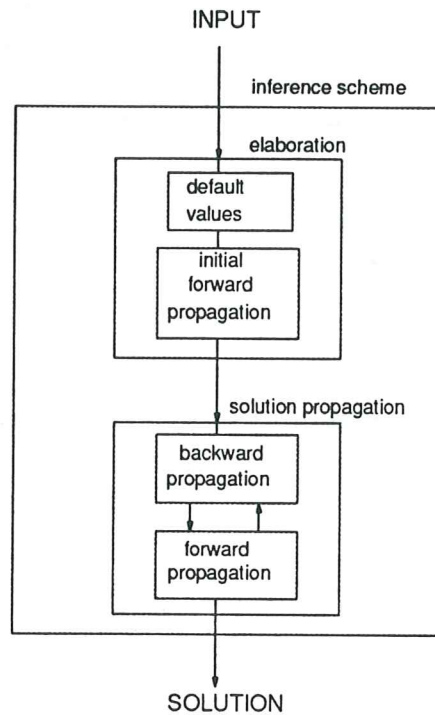 INPUT
inference scheme
elaboration
default
values
initial
forward
propagation
solution propagation
backward
propagation
forward
propagation
SOLUTION